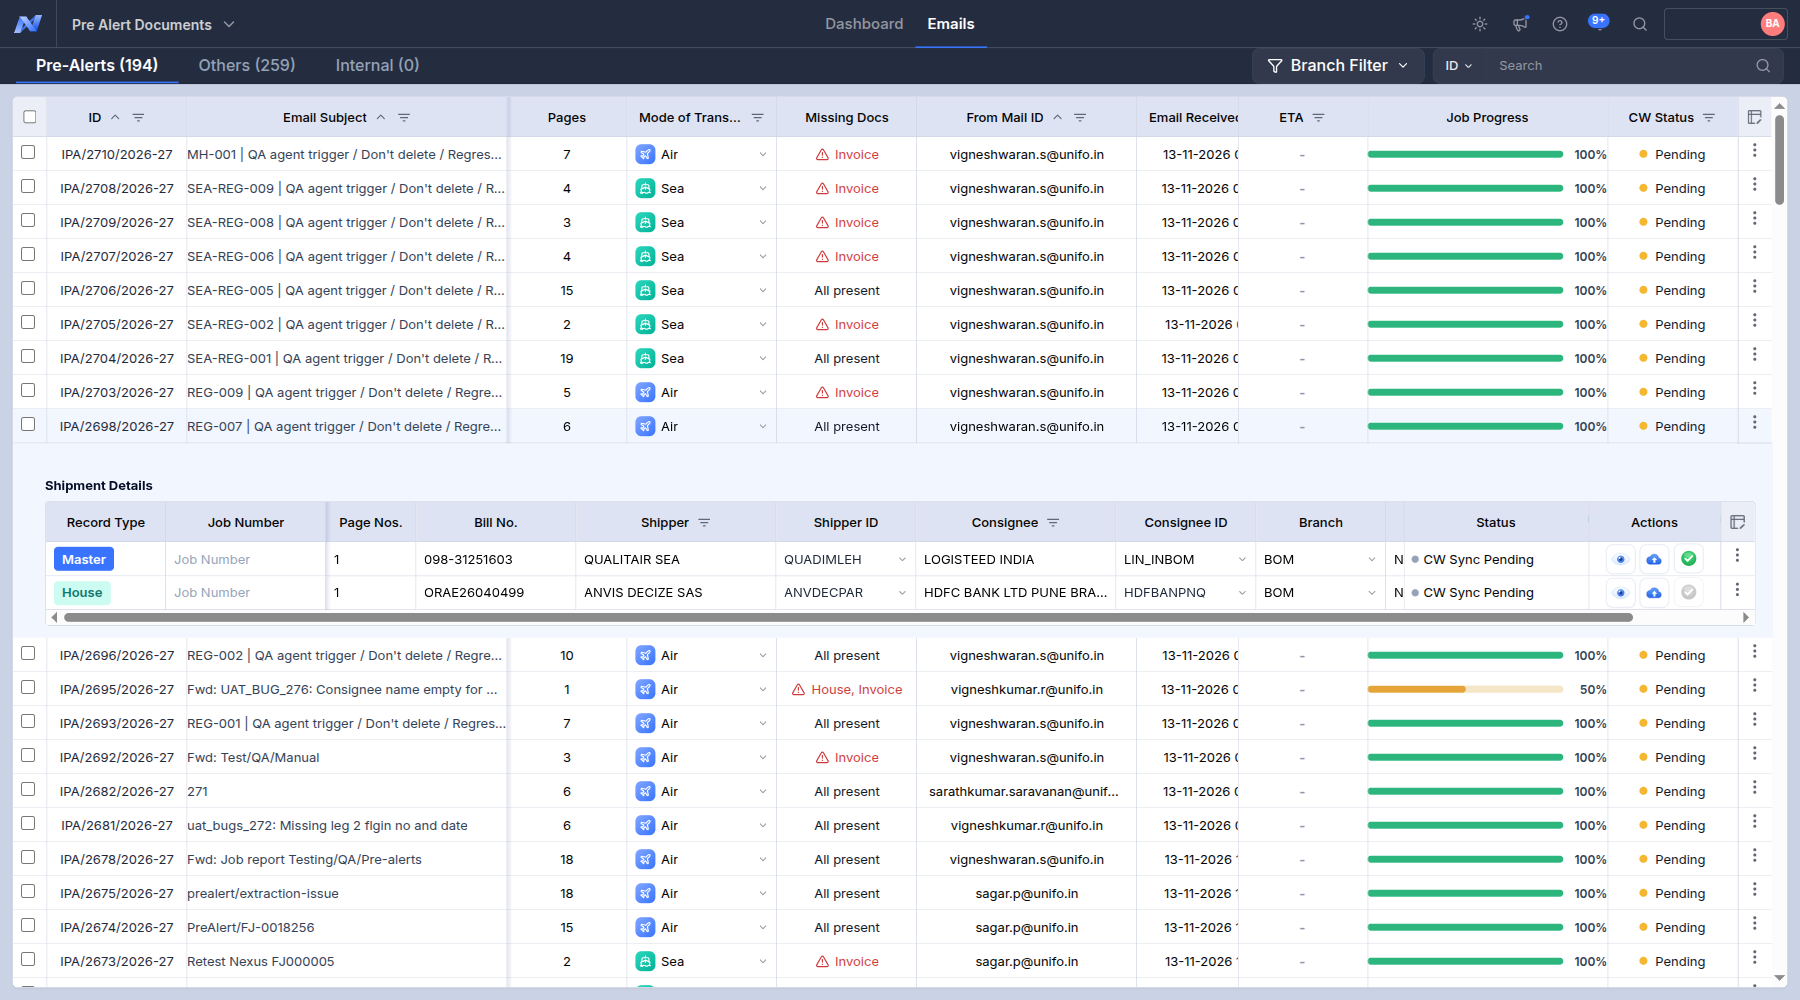 Pre Alert Documents
Dashboard
Emails
9+
BA
Pre-Alerts (194)
Others (259)
Internal (0)
Branch Filter
ID
Search
ID Email Subject Pages Mode of Trans... Missing Docs From Mail ID Email Received ETA Job Progress CW Status
IPA/2710/2026-27 MH-001 | QA agent trigger / Don't delete / Regres... 7 Air Invoice vigneshwaran.s@unifo.in 13-11-2026 - 100% Pending
IPA/2708/2026-27 SEA-REG-009 | QA agent trigger / Don't delete / R... 4 Sea Invoice vigneshwaran.s@unifo.in 13-11-2026 - 100% Pending
IPA/2709/2026-27 SEA-REG-008 | QA agent trigger / Don't delete / R... 3 Sea Invoice vigneshwaran.s@unifo.in 13-11-2026 - 100% Pending
IPA/2707/2026-27 SEA-REG-006 | QA agent trigger / Don't delete / R... 4 Sea Invoice vigneshwaran.s@unifo.in 13-11-2026 - 100% Pending
IPA/2706/2026-27 SEA-REG-005 | QA agent trigger / Don't delete / R... 15 Sea All present vigneshwaran.s@unifo.in 13-11-2026 - 100% Pending
IPA/2705/2026-27 SEA-REG-002 | QA agent trigger / Don't delete / R... 2 Sea Invoice vigneshwaran.s@unifo.in 13-11-2026 - 100% Pending
IPA/2704/2026-27 SEA-REG-001 | QA agent trigger / Don't delete / R... 19 Sea All present vigneshwaran.s@unifo.in 13-11-2026 - 100% Pending
IPA/2703/2026-27 REG-009 | QA agent trigger / Don't delete / Regre... 5 Air Invoice vigneshwaran.s@unifo.in 13-11-2026 - 100% Pending
IPA/2698/2026-27 REG-007 | QA agent trigger / Don't delete / Regre... 6 Air All present vigneshwaran.s@unifo.in 13-11-2026 - 100% Pending
Shipment Details
Record Type Job Number Page Nos. Bill No. Shipper Shipper ID Consignee Consignee ID Branch Status Actions
Master Job Number 1 098-31251603 QUALITAIR SEA QUADIMLEH LOGISTEED INDIA LIN_INBOM BOM N CW Sync Pending
House Job Number 1 ORAE26040499 ANVIS DECIZE SAS ANVDECPAR HDFC BANK LTD PUNE BRA... HDFBANPNQ BOM N CW Sync Pending
IPA/2696/2026-27 REG-002 | QA agent trigger / Don't delete / Regre... 10 Air All present vigneshwaran.s@unifo.in 13-11-2026 - 100% Pending
IPA/2695/2026-27 Fwd: UAT_BUG_276: Consignee name empty for ... 1 Air House, Invoice vigneshkumar.r@unifo.in 13-11-2026 - 50% Pending
IPA/2693/2026-27 REG-001 | QA agent trigger / Don't delete / Regres... 7 Air All present vigneshwaran.s@unifo.in 13-11-2026 - 100% Pending
IPA/2692/2026-27 Fwd: Test/QA/Manual 3 Air Invoice vigneshwaran.s@unifo.in 13-11-2026 - 100% Pending
IPA/2682/2026-27 271 6 Air All present sarathkumar.saravanan@unif... 13-11-2026 - 100% Pending
IPA/2681/2026-27 uat_bugs_272: Missing leg 2 flgin no and date 6 Air All present vigneshkumar.r@unifo.in 13-11-2026 - 100% Pending
IPA/2678/2026-27 Fwd: Job report Testing/QA/Pre-alerts 18 Air All present vigneshwaran.s@unifo.in 13-11-2026 - 100% Pending
IPA/2675/2026-27 prealert/extraction-issue 18 Air All present sagar.p@unifo.in 13-11-2026 - 100% Pending
IPA/2674/2026-27 PreAlert/FJ-0018256 15 Air All present sagar.p@unifo.in 13-11-2026 - 100% Pending
IPA/2673/2026-27 Retest Nexus FJ000005 2 Sea Invoice sagar.p@unifo.in 13-11-2026 - 100% Pending